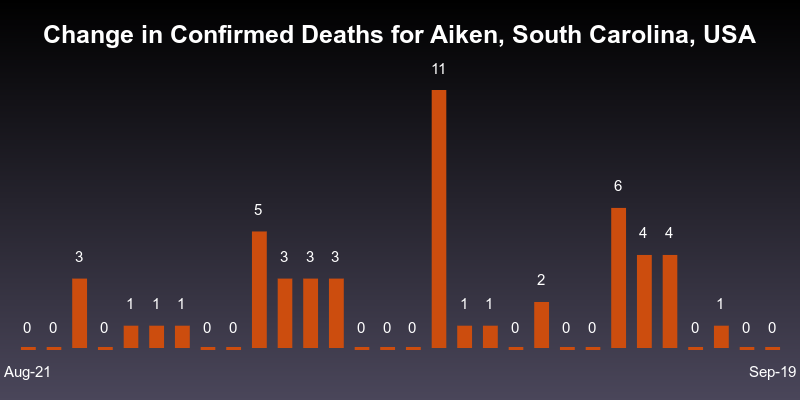 Change in Confirmed Deaths for Aiken, South Carolina, USA
11
6
5
4 4
3 3 3 3
2
1 1 1 1 1 1
0 0 0 0 0 0 0 0 0 0 0 0 0 0
Aug-21 Sep-19